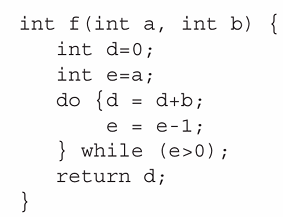 int f(int a, int b) {
   int d=0;
   int e=a;
   do {d = d+b;
       e = e-1;
   } while (e>0);
   return d;
}